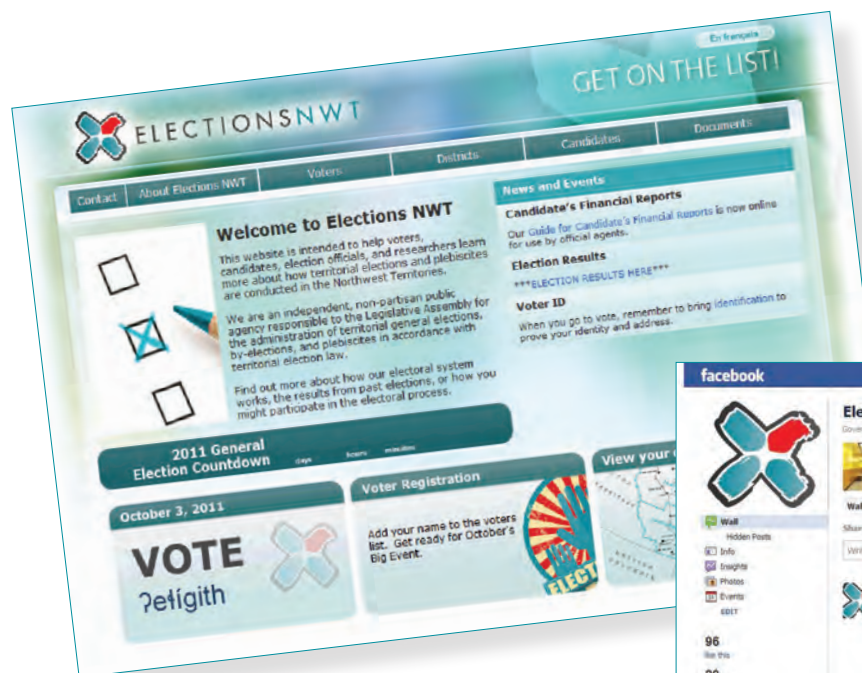 En français
GET ON THE LIST!
ELECTIONSNWT
Contact
About Elections NWT
Voters
Districts
Candidates
Documents
Welcome to Elections NWT
This website is intended to help voters,
candidates, election officials, and researchers learn
more about how territorial elections and plebiscites
are conducted in the Northwest Territories.
We are an independent, non-partisan public
agency responsible to the Legislative Assembly for
the administration of territorial general elections,
by-elections, and plebiscites in accordance with
territorial election law.
Find out more about how our electoral system
works, the results from past elections, or how you
might participate in the electoral process.
News and Events
Candidate's Financial Reports
Our Guide for Candidate's Financial Reports is now online
for use by official agents.
Election Results
***ELECTION RESULTS HERE***
Voter ID
When you go to vote, remember to bring identification to
prove your identity and address.
2011 General
Election Countdown
days
hours
minutes
October 3, 2011
VOTE
Ɂetıgith
Voter Registration
Add your name to the voters
list. Get ready for October's
Big Event.
ELECT
View your
facebook
Ele
Wall
Hidden Posts
Info
Insights
Photos
Events
EDIT
96
like this